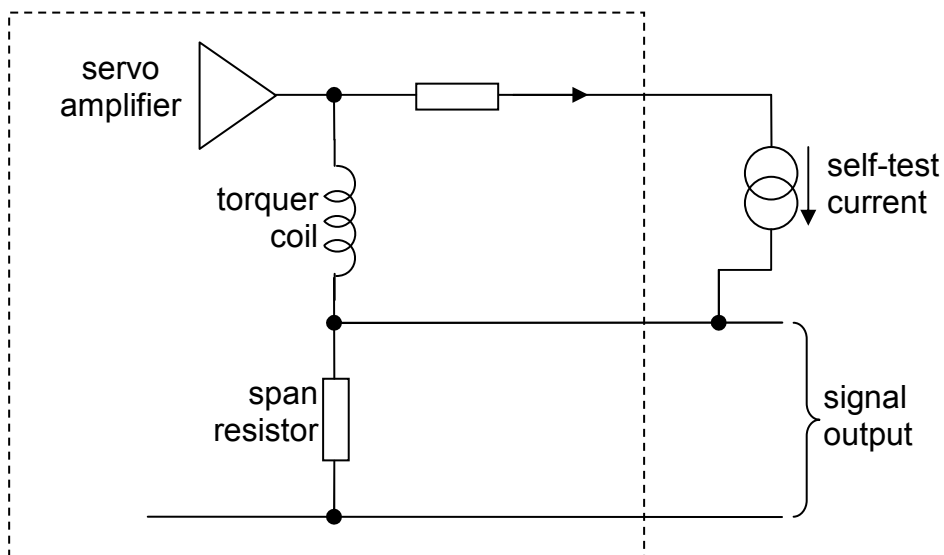 servo
amplifier
torquer
coil
self-test
current
span
resistor
signal
output